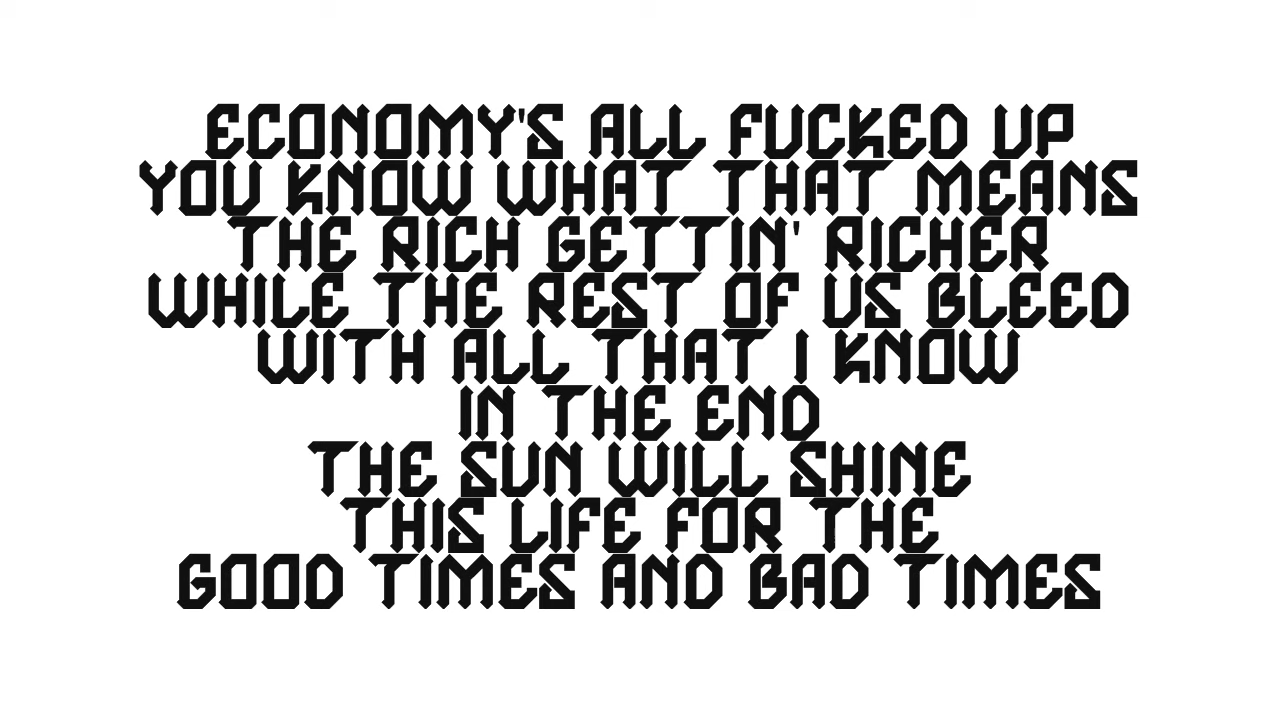 ECONOMY'S ALL FUCKED UP
YOU KNOW WHAT THAT MEANS
THE RICH GETTIN' RICHER
WHILE THE REST OF US BLEED
WITH ALL THAT I KNOW
IN THE END
THE SUN WILL SHINE
THIS LIFE FOR THE
GOOD TIMES AND BAD TIMES